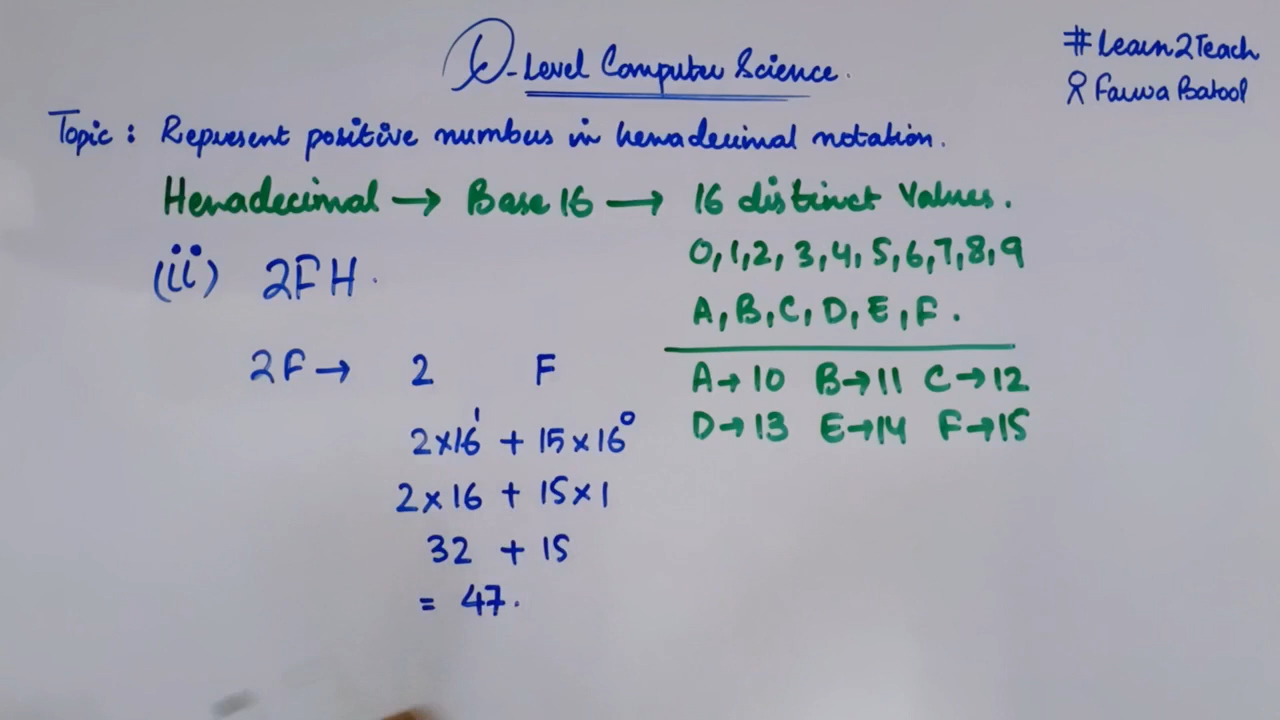 O-Level Computer Science.
#Learn2Teach
Farwa Batool
Topic: Represent positive numbers in hexadecimal notation.
Hexadecimal → Base 16 → 16 distinct values.
0,1,2,3,4,5,6,7,8,9
A,B,C,D,E,F.
(ii) 2FH.
2F → 2 F
A→10 B→11 C→12
D→13 E→14 F→15
2×16¹ + 15×16⁰
2×16 + 15×1
32 + 15
= 47.